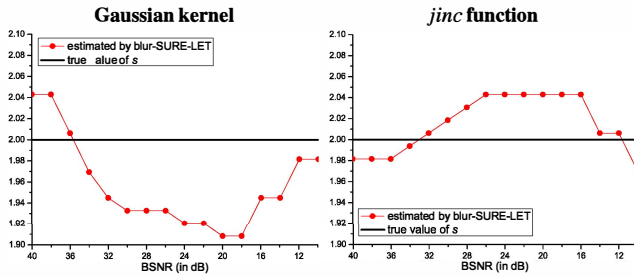 Gaussian kernel
jinc function
2.10
2.08
2.06
2.04
2.02
2.00
1.98
1.96
1.94
1.92
1.90
estimated by blur-SURE-LET
true alue of s
40 36 32 28 24 20 16 12
BSNR (in dB)
2.10
2.08
2.06
2.04
2.02
2.00
1.98
1.96
1.94
1.92
1.90
estimated by blur-SURE-LET
true value of s
40 36 32 28 24 20 16 12
BSNR (in dB)